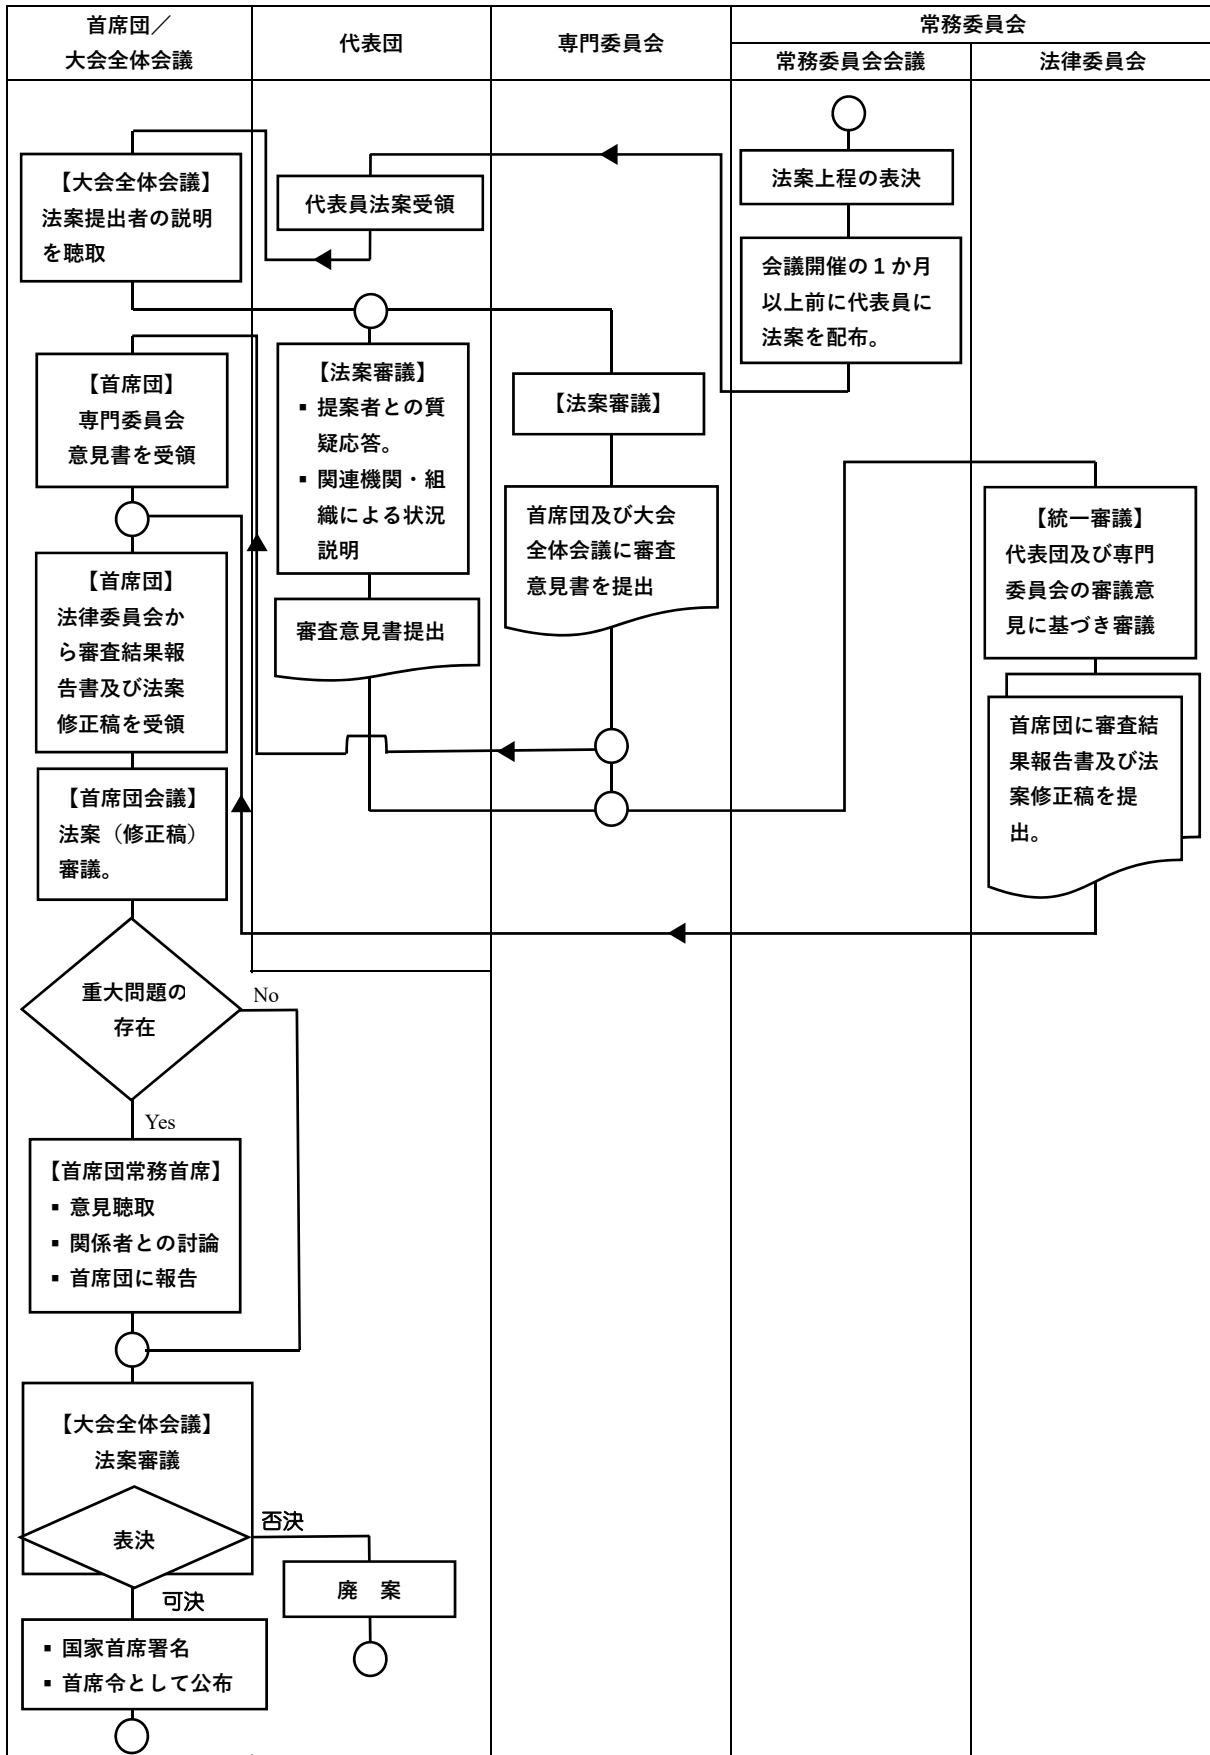 首席団／
大会全体会議
代表団
専門委員会
常務委員会
常務委員会会議
法律委員会
法案上程の表決
会議開催の１か月
以上前に代表員に
法案を配布。
代表員法案受領
【大会全体会議】
法案提出者の説明
を聴取
【法案審議】
▪ 提案者との質
疑応答。
▪ 関連機関・組
織による状況
説明
審査意見書提出
【法案審議】
首席団及び大会
全体会議に審査
意見書を提出
【首席団】
専門委員会
意見書を受領
【統一審議】
代表団及び専門
委員会の審議意
見に基づき審議
首席団に審査結
果報告書及び法
案修正稿を提
出。
【首席団】
法律委員会か
ら審査結果報
告書及び法案
修正稿を受領
【首席団会議】
法案（修正稿）
審議。
重大問題の
存在
No
Yes
【首席団常務首席】
▪ 意見聴取
▪ 関係者との討論
▪ 首席団に報告
【大会全体会議】
法案審議
表決
否決
廃　案
可決
▪ 国家首席署名
▪ 首席令として公布